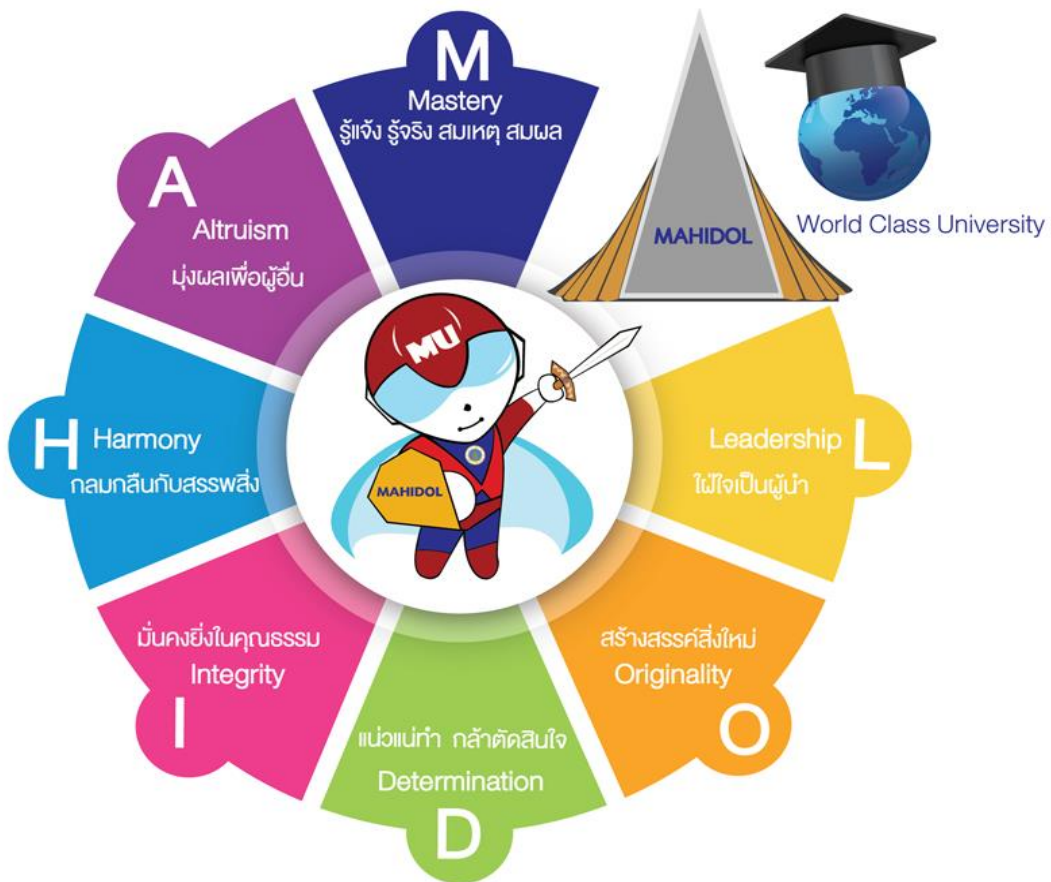 M
Mastery
รู้แจ้ง รู้จริง สมเหตุ สมผล
A
Altruism
มุ่งผลเพื่อผู้อื่น
H
Harmony
กลมกลืนกับสรรพสิ่ง
I
มั่นคงยิ่งในคุณธรรม
Integrity
D
แน่วแน่ทำ กล้าตัดสินใจ
Determination
O
สร้างสรรค์สิ่งใหม่
Originality
L
Leadership
ใฝ่ใจเป็นผู้นำ
MAHIDOL
World Class University
MU
MAHIDOL